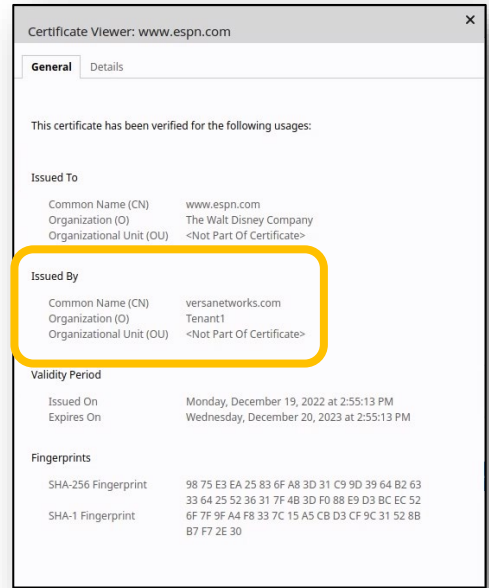 Certificate Viewer: www.espn.com ×
General Details
This certificate has been verified for the following usages:
Issued To
Common Name (CN) www.espn.com
Organization (O) The Walt Disney Company
Organizational Unit (OU) <Not Part Of Certificate>
Issued By
Common Name (CN) versanetworks.com
Organization (O) Tenant1
Organizational Unit (OU) <Not Part Of Certificate>
Validity Period
Issued On Monday, December 19, 2022 at 2:55:13 PM
Expires On Wednesday, December 20, 2023 at 2:55:13 PM
Fingerprints
SHA-256 Fingerprint 98 75 E3 EA 25 83 6F A8 3D 31 C9 9D 39 64 B2 63
33 64 25 52 36 31 7F 4B 3D F0 88 E9 D3 BC EC 52
SHA-1 Fingerprint 6F 7F 9F A4 F8 33 7C 15 A5 CB D3 CF 9C 31 52 8B
B7 F7 2E 30